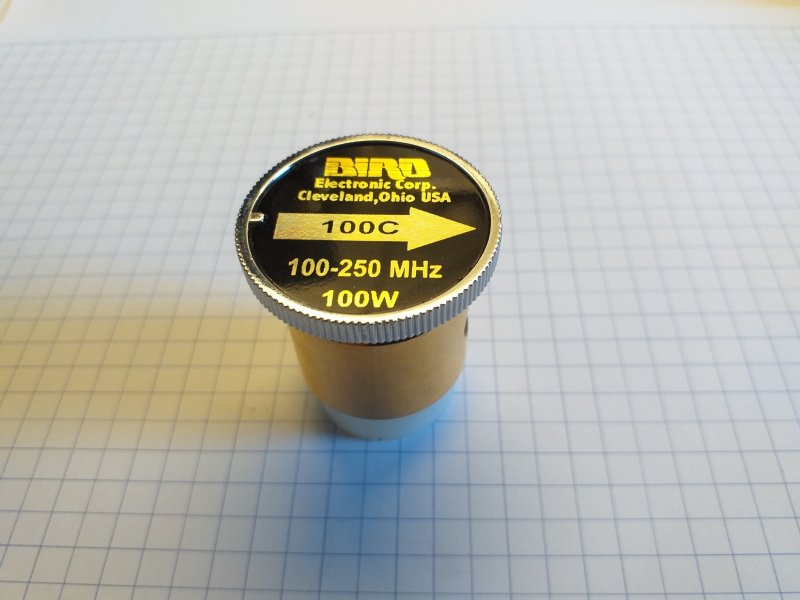 BIRD
Electronic Corp.
Cleveland,Ohio USA
100C
100-250 MHz
100W